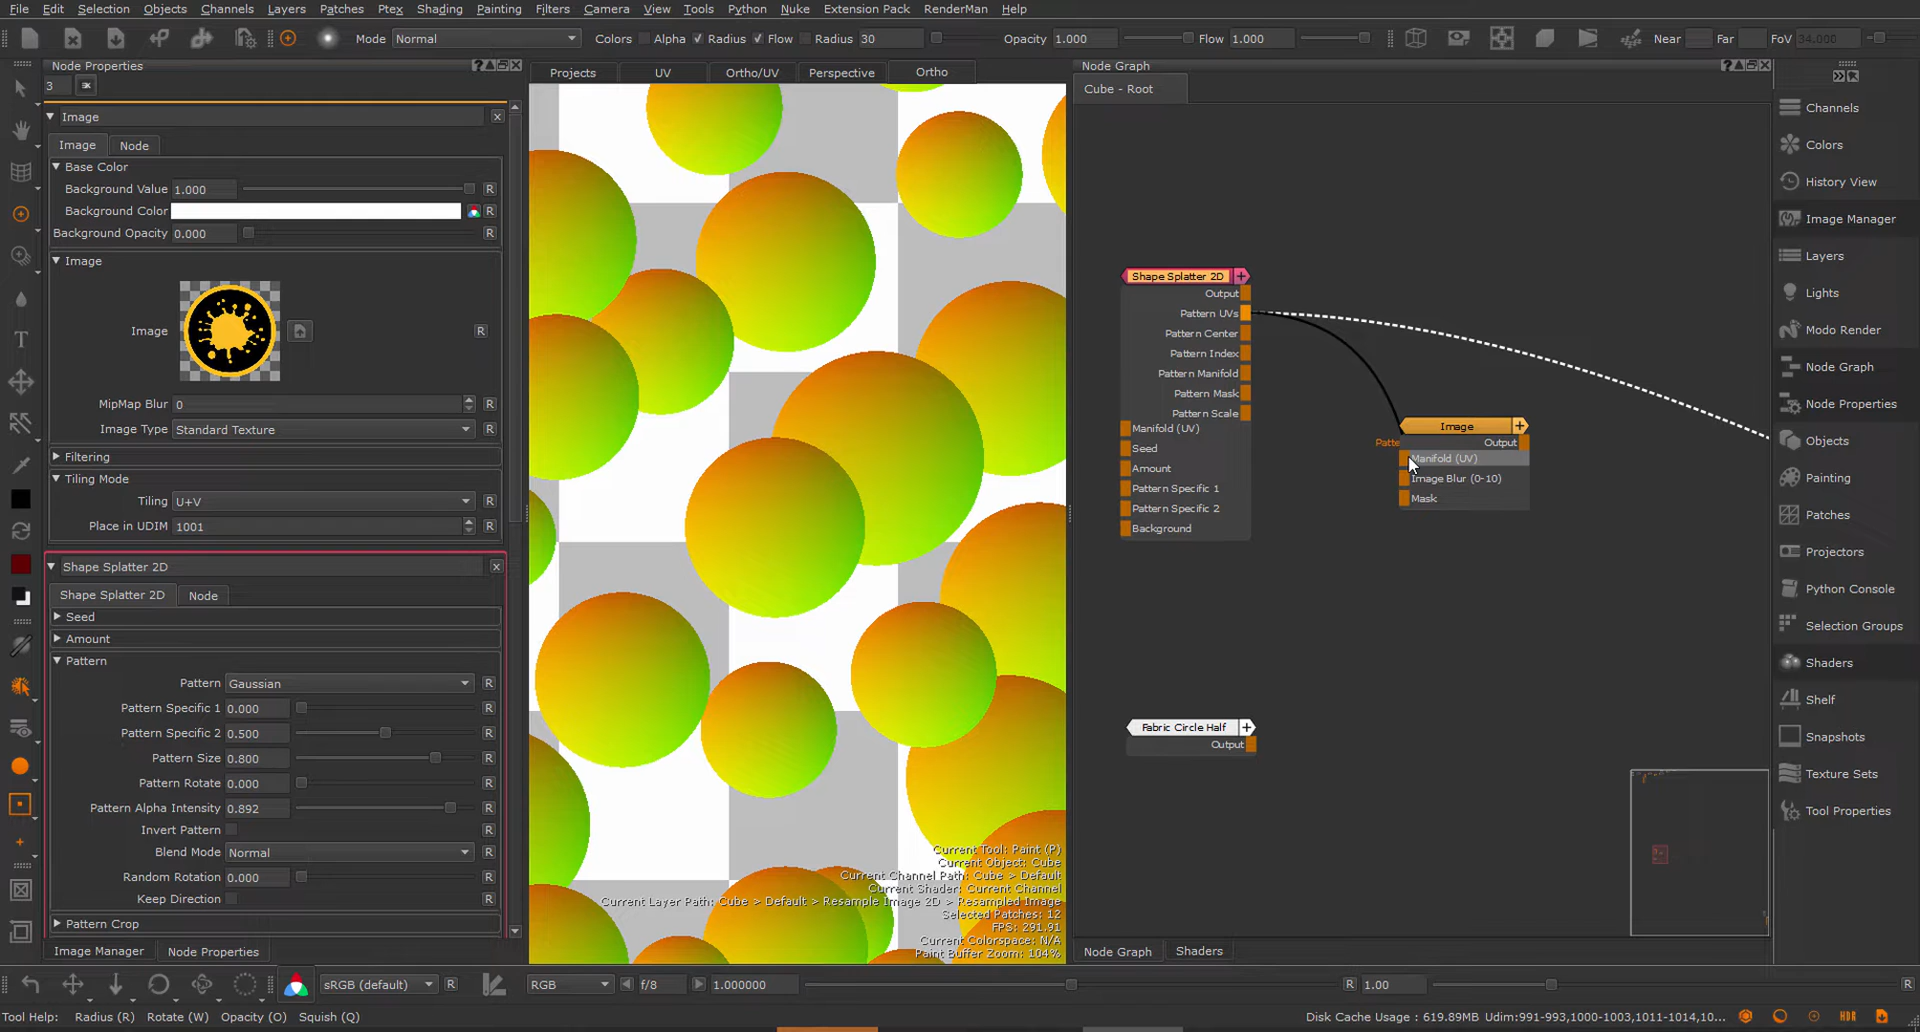 File Edit Selection Objects Channels Layers Patches Ptex Shading Painting Filters Camera View Tools Python Nuke Extension Pack RenderMan Help
Mode Normal Colors Alpha Radius Flow Radius 30 Opacity 1.000 Flow 1.000 Near Far FoV 34.000
Node Properties
3
Image
Image Node
Base Color
Background Value 1.000 R
Background Color R
Background Opacity 0.000 R
Image
Image R
MipMap Blur 0 R
Image Type Standard Texture R
Filtering
Tiling Mode
Tiling U+V R
Place in UDIM 1001 R
Shape Splatter 2D
Shape Splatter 2D Node
Seed
Amount
Pattern
Pattern Gaussian R
Pattern Specific 1 0.000 R
Pattern Specific 2 0.500 R
Pattern Size 0.800 R
Pattern Rotate 0.000 R
Pattern Alpha Intensity 0.892 R
Invert Pattern R
Blend Mode Normal R
Random Rotation 0.000 R
Keep Direction R
Pattern Crop
Image Manager Node Properties
Projects UV Ortho/UV Perspective Ortho
Current Tool: Paint (P)
Current Object: Cube
Current Channel Path: Cube > Default
Current Shader: Current Channel
Current Layer Path: Cube > Default > Resample Image 2D > Resampled Image
Selected Patches: 12
FPS: 291.91
Current Colorspace: N/A
Paint Buffer Zoom: 104%
Node Graph
Cube - Root
Shape Splatter 2D +
Output
Pattern UVs
Pattern Center
Pattern Index
Pattern Manifold
Pattern Mask
Pattern Scale
Manifold (UV)
Seed
Amount
Pattern Specific 1
Pattern Specific 2
Background
Image +
Patte Output
Manifold (UV)
Image Blur (0-10)
Mask
Fabric Circle Half +
Output
Node Graph Shaders
Channels
Colors
History View
Image Manager
Layers
Lights
Modo Render
Node Graph
Node Properties
Objects
Painting
Patches
Projectors
Python Console
Selection Groups
Shaders
Shelf
Snapshots
Texture Sets
Tool Properties
sRGB (default) R RGB f/8 1.000000 R 1.00 R
Tool Help: Radius (R) Rotate (W) Opacity (O) Squish (Q)
Disk Cache Usage : 619.89MB Udim:991-993,1000-1003,1011-1014,10... HDR